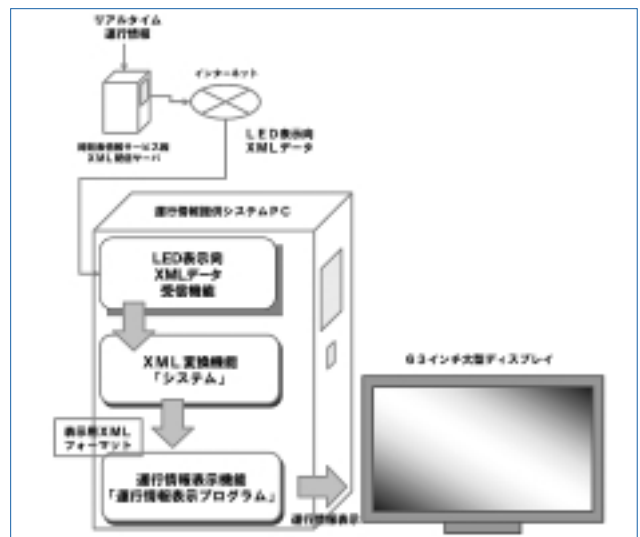 リアルタイム
運行情報
インターネット
LED表示向
XMLデータ
XML配信サーバ
運行情報提供システムPC
LED表示向
XMLデータ
受信機能
XML変換機能
「システム」
表示用XML
フォーマット
運行情報表示機能
「運行情報表示プログラム」
運行情報表示
63インチ大型ディスプレイ